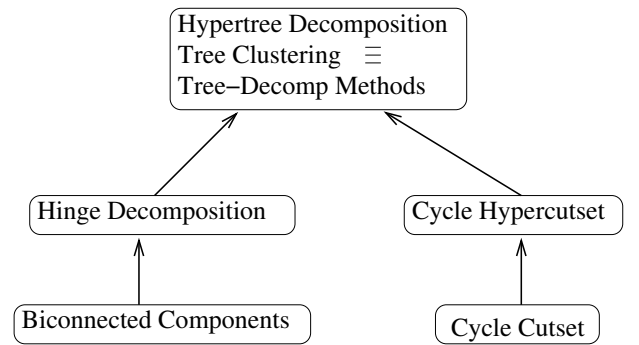 Hypertree Decomposition
Tree Clustering ≡
Tree−Decomp Methods
Hinge Decomposition
Cycle Hypercutset
Biconnected Components
Cycle Cutset